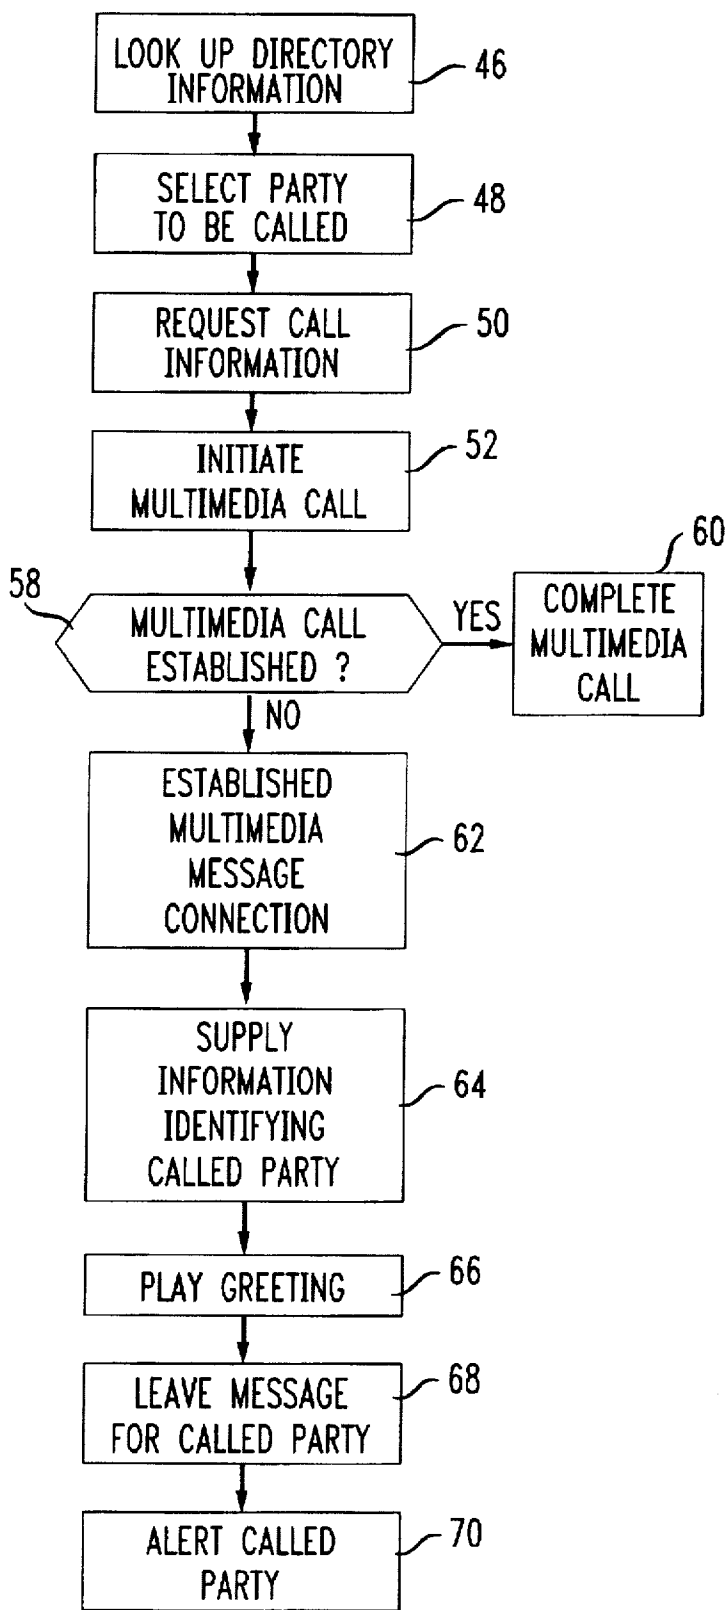 LOOK UP DIRECTORY
INFORMATION
46
SELECT PARTY
TO BE CALLED
48
REQUEST CALL
INFORMATION
50
INITIATE
MULTIMEDIA CALL
52
58
MULTIMEDIA CALL
ESTABLISHED ?
YES
60
COMPLETE
MULTIMEDIA
CALL
NO
ESTABLISHED
MULTIMEDIA
MESSAGE
CONNECTION
62
SUPPLY
INFORMATION
IDENTIFYING
CALLED PARTY
64
PLAY GREETING
66
LEAVE MESSAGE
FOR CALLED PARTY
68
ALERT CALLED
PARTY
70